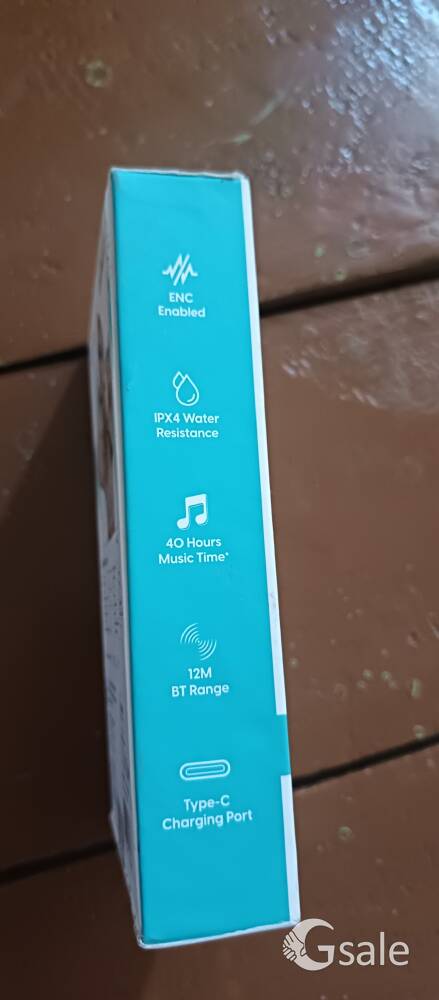 ENC
Enabled
IPX4 Water
Resistance
40 Hours
Music Time*
12M
BT Range
Type-C
Charging Port
Gsale